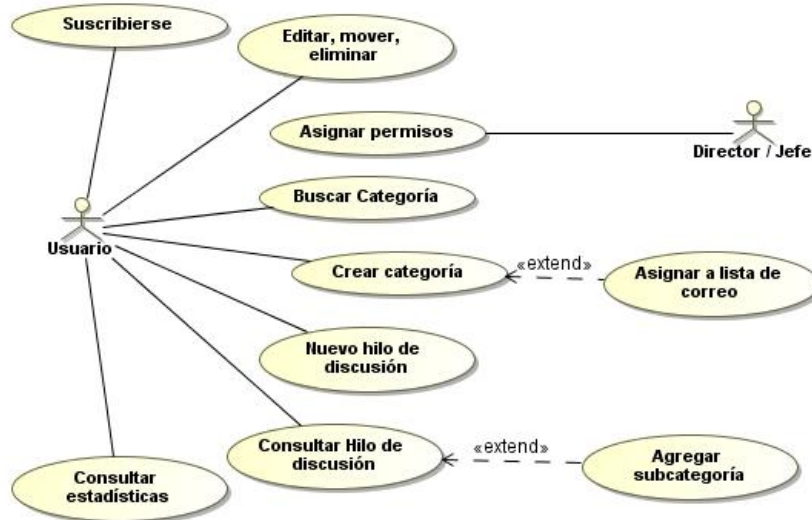 Suscribierse
Editar, mover,
eliminar
Asignar permisos
Director / Jefe
Buscar Categoría
Usuario
Crear categoría
«extend»
Asignar a lista de
correo
Nuevo hilo de
discusión
Consultar Hilo de
discusión
«extend»
Agregar
subcategoría
Consultar
estadísticas